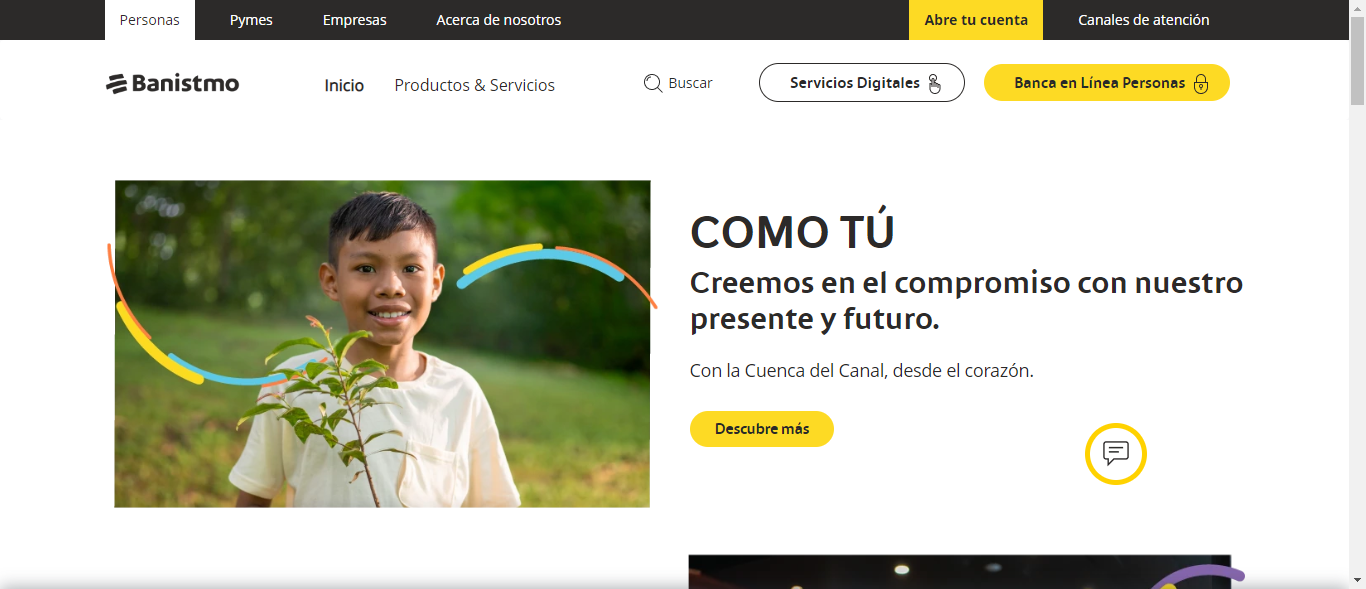 Personas Pymes Empresas Acerca de nosotros Abre tu cuenta Canales de atención
Banistmo Inicio Productos & Servicios Buscar Servicios Digitales Banca en Línea Personas
COMO TÚ
Creemos en el compromiso con nuestro
presente y futuro.
Con la Cuenca del Canal, desde el corazón.
Descubre más